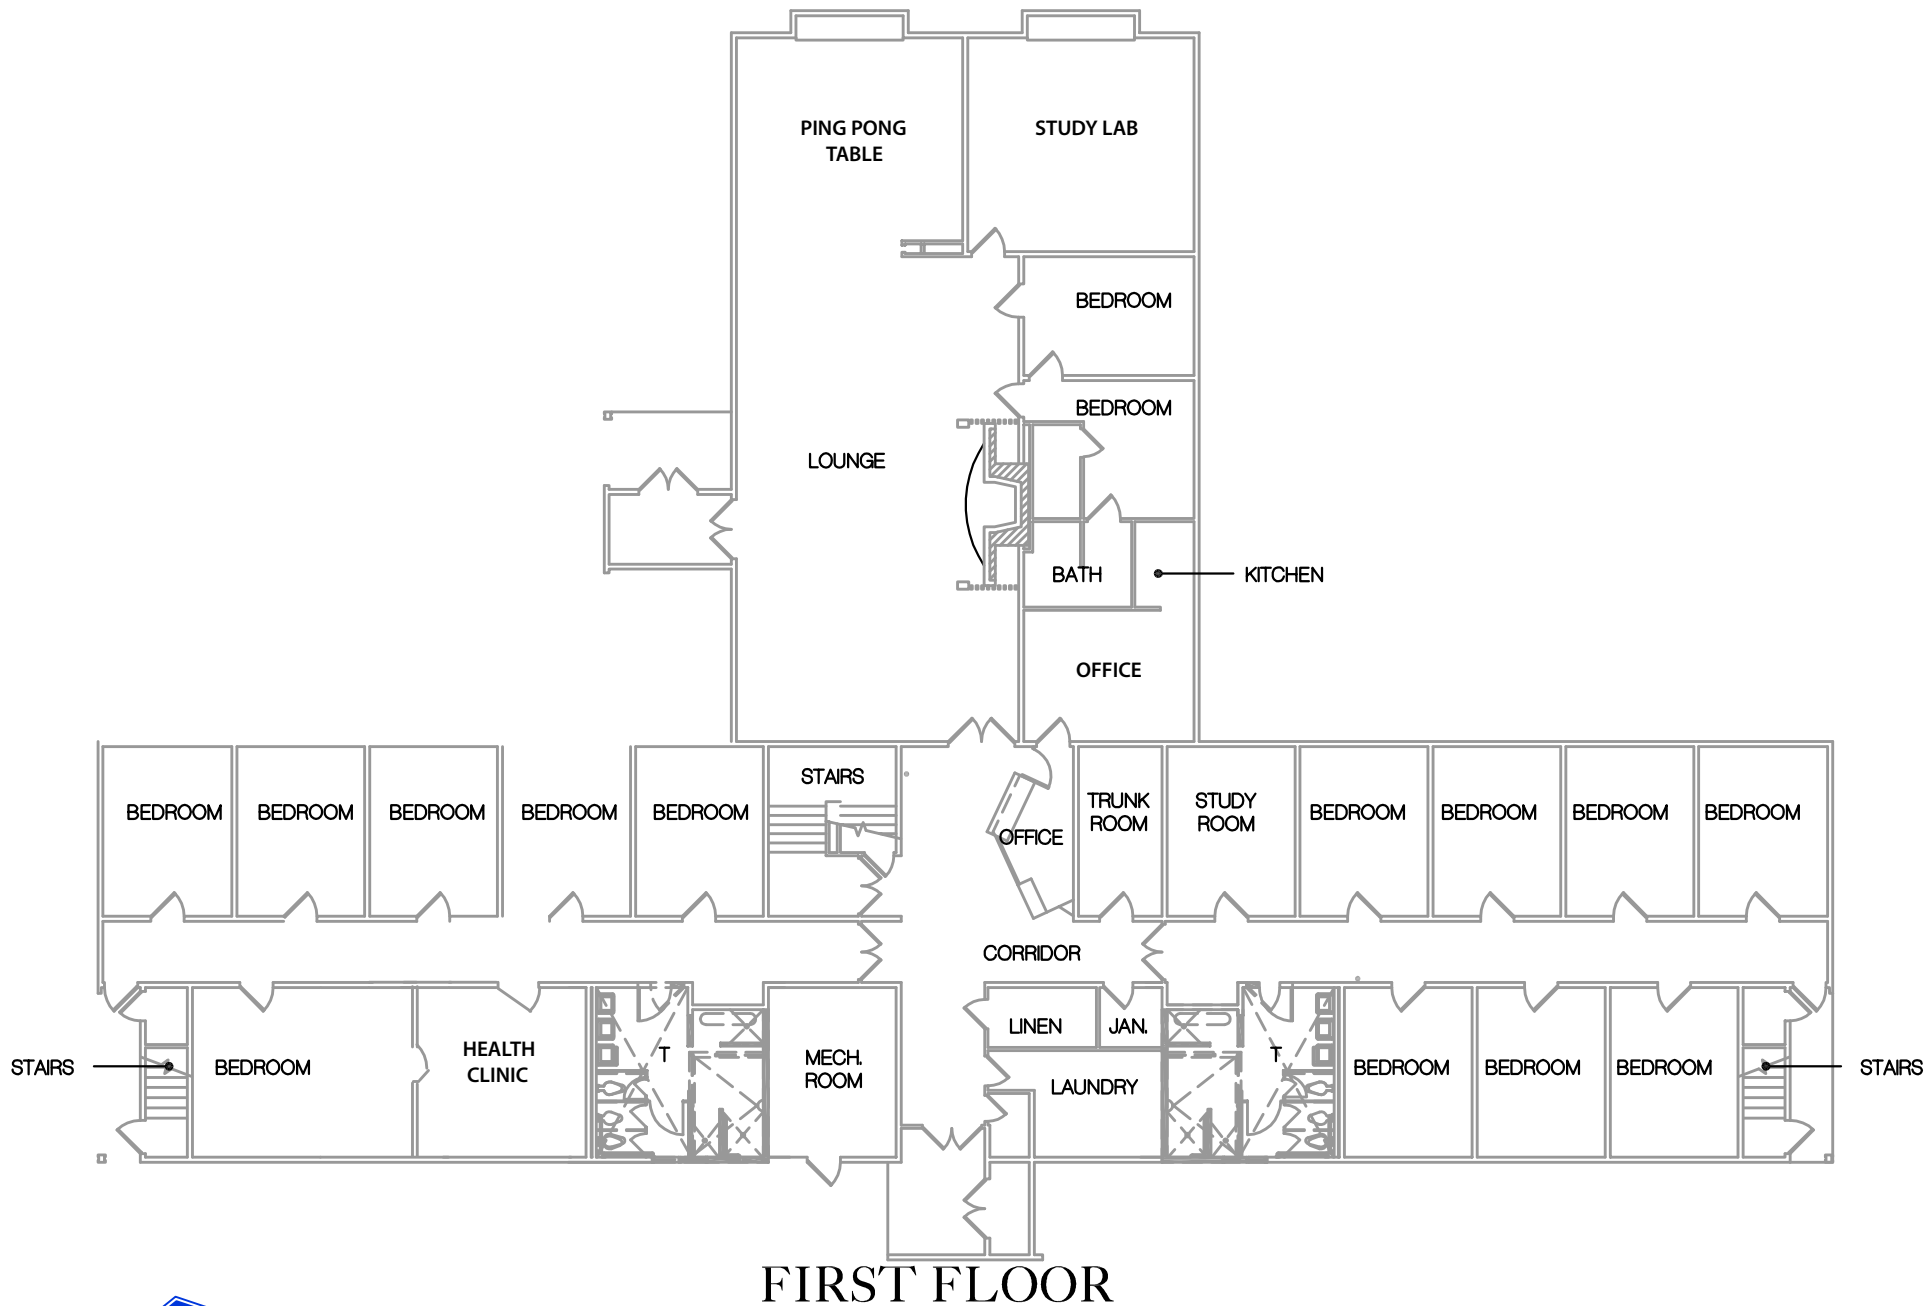 PING PONG
TABLE
STUDY LAB
BEDROOM
BEDROOM
LOUNGE
BATH
KITCHEN
OFFICE
BEDROOM
BEDROOM
BEDROOM
BEDROOM
BEDROOM
STAIRS
OFFICE
TRUNK
ROOM
STUDY
ROOM
BEDROOM
BEDROOM
BEDROOM
BEDROOM
CORRIDOR
STAIRS
BEDROOM
HEALTH
CLINIC
T
MECH.
ROOM
LINEN
JAN.
LAUNDRY
T
BEDROOM
BEDROOM
BEDROOM
STAIRS
FIRST FLOOR